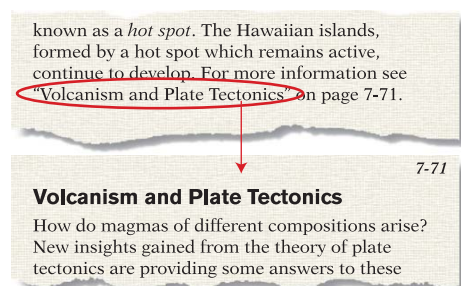 known as a hot spot. The Hawaiian islands,
formed by a hot spot which remains active,
continue to develop. For more information see
“Volcanism and Plate Tectonics” on page 7-71.
7-71
Volcanism and Plate Tectonics
How do magmas of different compositions arise?
New insights gained from the theory of plate
tectonics are providing some answers to these